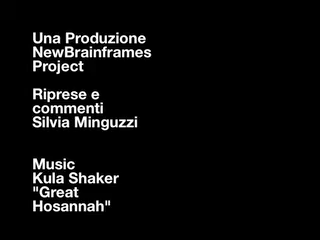 Una Produzione
NewBrainframes
Project
Riprese e
commenti
Silvia Minguzzi
Music
Kula Shaker
"Great
Hosannah"